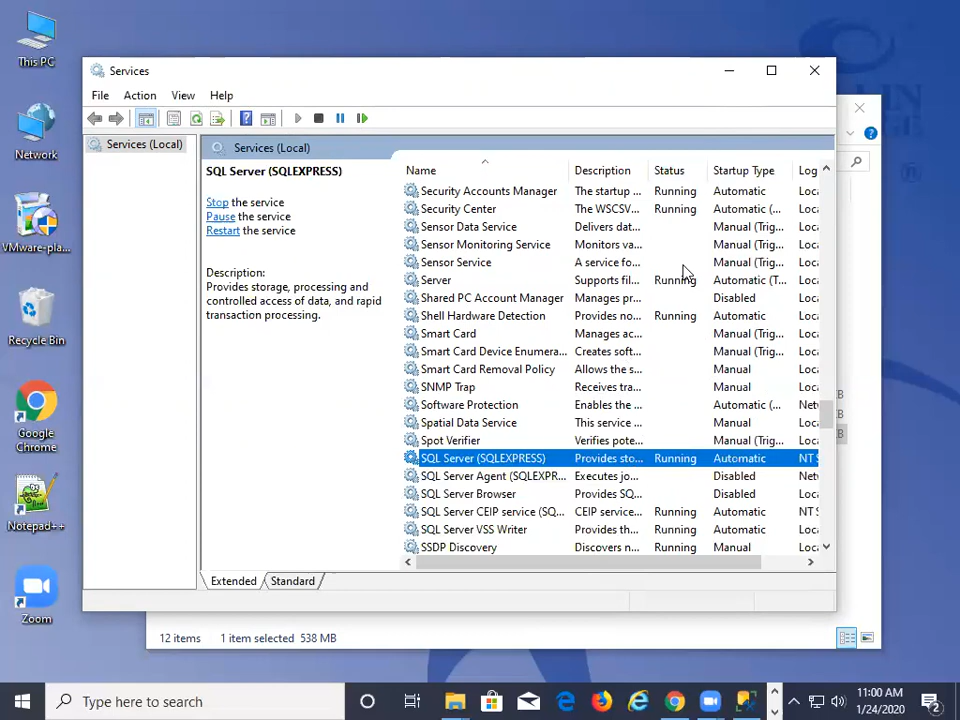 This PC
Network
VMware-pla...
Recycle Bin
Google
Chrome
Notepad++
Zoom
Services
File Action View Help
Services (Local)
Services (Local)
SQL Server (SQLEXPRESS)
Stop the service
Pause the service
Restart the service
Description:
Provides storage, processing and
controlled access of data, and rapid
transaction processing.
Name Description Status Startup Type Log
Security Accounts Manager The startup ... Running Automatic Loca
Security Center The WSCSV... Running Automatic (... Loca
Sensor Data Service Delivers dat... Manual (Trig... Loca
Sensor Monitoring Service Monitors va... Manual (Trig... Loca
Sensor Service A service fo... Manual (Trig... Loca
Server Supports fil... Running Automatic (T... Loca
Shared PC Account Manager Manages pr... Disabled Loca
Shell Hardware Detection Provides no... Running Automatic Loca
Smart Card Manages ac... Manual (Trig... Loca
Smart Card Device Enumera... Creates soft... Manual (Trig... Loca
Smart Card Removal Policy Allows the s... Manual Loca
SNMP Trap Receives tra... Manual Loca
Software Protection Enables the ... Automatic (... Net
Spatial Data Service This service ... Manual Loca
Spot Verifier Verifies pote... Manual (Trig... Loca
SQL Server (SQLEXPRESS) Provides sto... Running Automatic NT S
SQL Server Agent (SQLEXPR... Executes jo... Disabled Net
SQL Server Browser Provides SQ... Disabled Loca
SQL Server CEIP service (SQ... CEIP service... Running Automatic NT S
SQL Server VSS Writer Provides th... Running Automatic Loca
SSDP Discovery Discovers n... Running Manual Loca
Extended Standard
12 items 1 item selected 538 MB
Type here to search
11:00 AM
1/24/2020
2